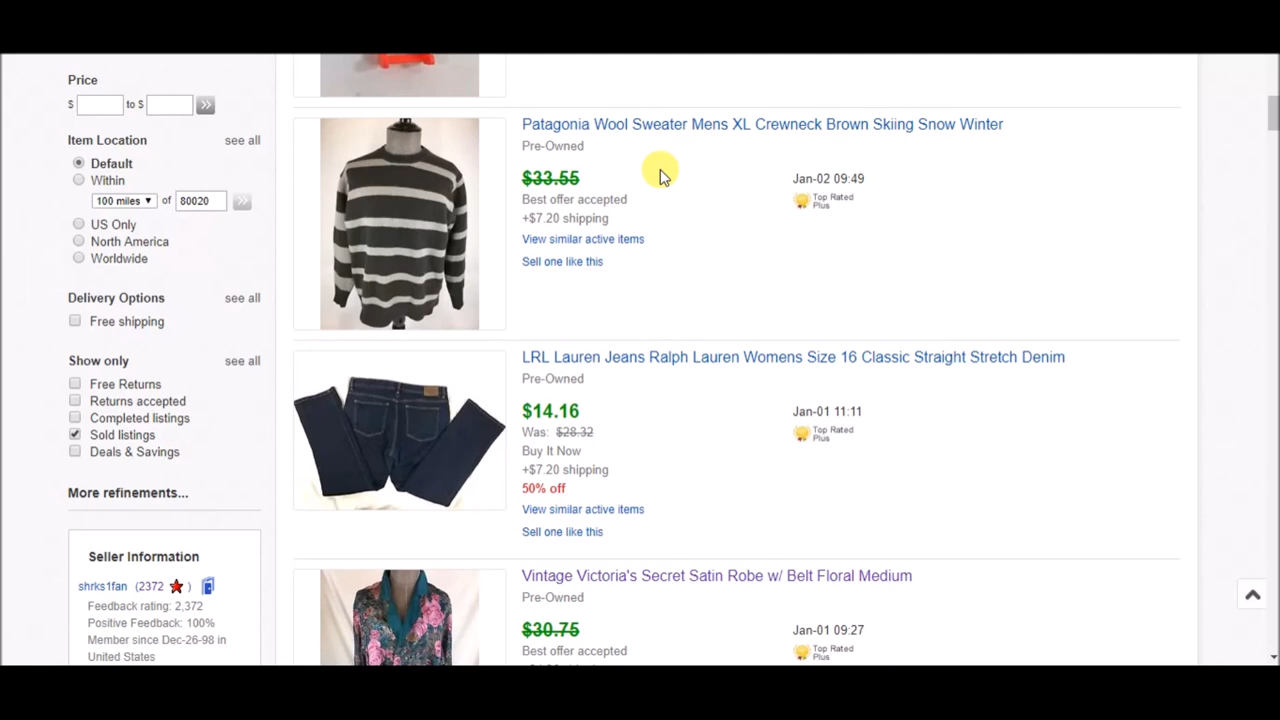 Price
$ to $
Item Location see all
Default
Within
100 miles of 80020
US Only
North America
Worldwide
Delivery Options see all
Free shipping
Show only see all
Free Returns
Returns accepted
Completed listings
Sold listings
Deals & Savings
More refinements...
Seller Information
shrks1fan (2372 )
Feedback rating: 2,372
Positive Feedback: 100%
Member since Dec-26-98 in
United States
Patagonia Wool Sweater Mens XL Crewneck Brown Skiing Snow Winter
Pre-Owned
$33.55 Jan-02 09:49
Best offer accepted Top Rated
Plus
+$7.20 shipping
View similar active items
Sell one like this
LRL Lauren Jeans Ralph Lauren Womens Size 16 Classic Straight Stretch Denim
Pre-Owned
$14.16 Jan-01 11:11
Was: $28.32 Top Rated
Plus
Buy It Now
+$7.20 shipping
50% off
View similar active items
Sell one like this
Vintage Victoria's Secret Satin Robe w/ Belt Floral Medium
Pre-Owned
$30.75 Jan-01 09:27
Best offer accepted Top Rated
Plus